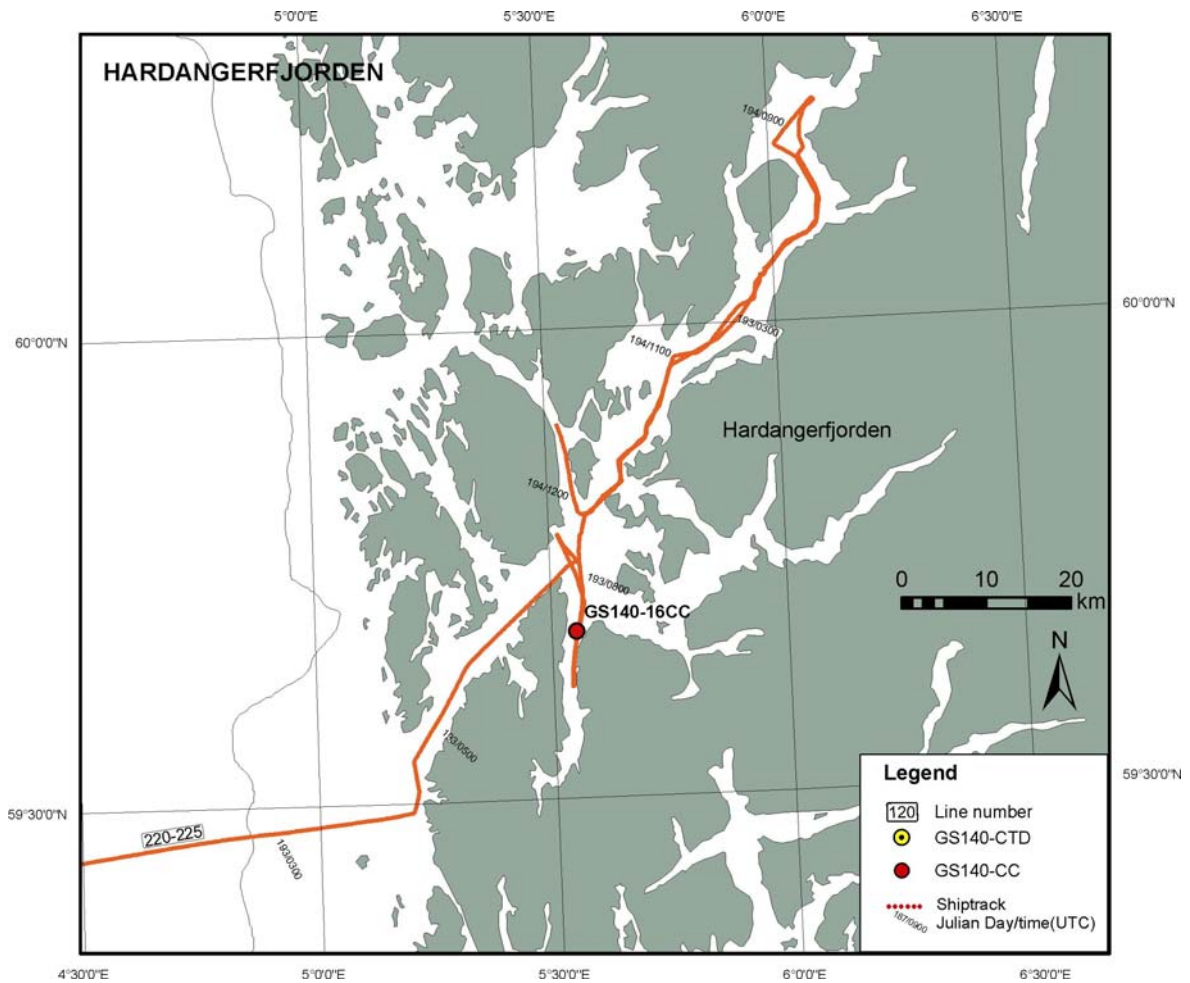 5°0'0"E
5°30'0"E
6°0'0"E
6°30'0"E
HARDANGERFJORDEN
194/0900
60°0'0"N
193/0300
194/1100
60°0'0"N
Hardangerfjorden
194/1200
193/0800
0 10 20
km
GS140-16CC
N
193/0500
59°30'0"N
59°30'0"N
220-225
193/0300
Legend
120 Line number
GS140-CTD
GS140-CC
Shiptrack
187/0900 Julian Day/time(UTC)
4°30'0"E
5°0'0"E
5°30'0"E
6°0'0"E
6°30'0"E